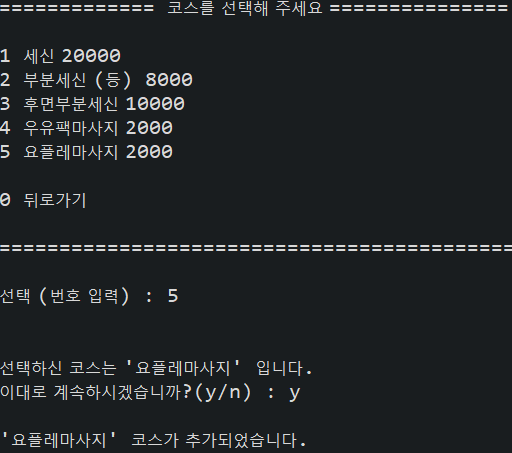 ============= 코스를 선택해 주세요 ===============
1 세신 20000
2 부분세신 (등) 8000
3 후면부분세신 10000
4 우유팩마사지 2000
5 요플레마사지 2000
0 뒤로가기
===========================================
선택 (번호 입력) : 5
선택하신 코스는 '요플레마사지' 입니다.
이대로 계속하시겠습니까?(y/n) : y
'요플레마사지' 코스가 추가되었습니다.